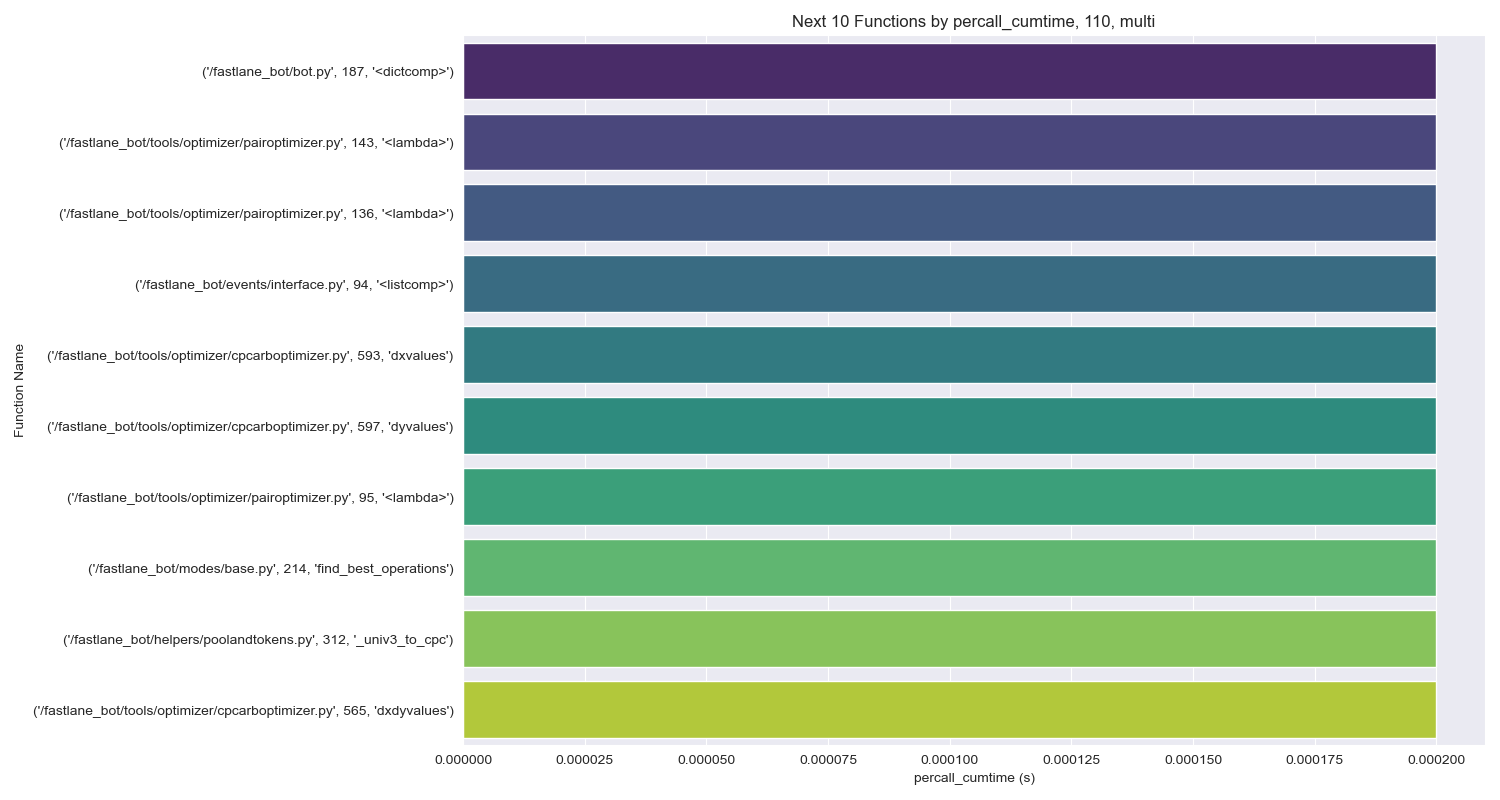 Next 10 Functions by percall_cumtime, 110, multi
('/fastlane_bot/bot.py', 187, '<dictcomp>')
('/fastlane_bot/tools/optimizer/pairoptimizer.py', 143, '<lambda>')
('/fastlane_bot/tools/optimizer/pairoptimizer.py', 136, '<lambda>')
('/fastlane_bot/events/interface.py', 94, '<listcomp>')
('/fastlane_bot/tools/optimizer/cpcarboptimizer.py', 593, 'dxvalues')
('/fastlane_bot/tools/optimizer/cpcarboptimizer.py', 597, 'dyvalues')
('/fastlane_bot/tools/optimizer/pairoptimizer.py', 95, '<lambda>')
('/fastlane_bot/modes/base.py', 214, 'find_best_operations')
('/fastlane_bot/helpers/poolandtokens.py', 312, '_univ3_to_cpc')
('/fastlane_bot/tools/optimizer/cpcarboptimizer.py', 565, 'dxdyvalues')
Function Name
0.000000 0.000025 0.000050 0.000075 0.000100 0.000125 0.000150 0.000175 0.000200
percall_cumtime (s)